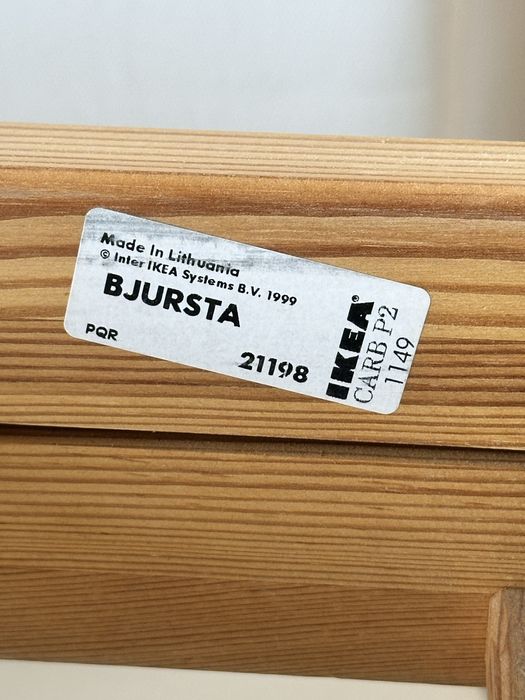 Made In Lithuania
© Inter IKEA Systems B.V. 1999
BJURSTA
PQR
21198
IKEA®
CARB P2
1149